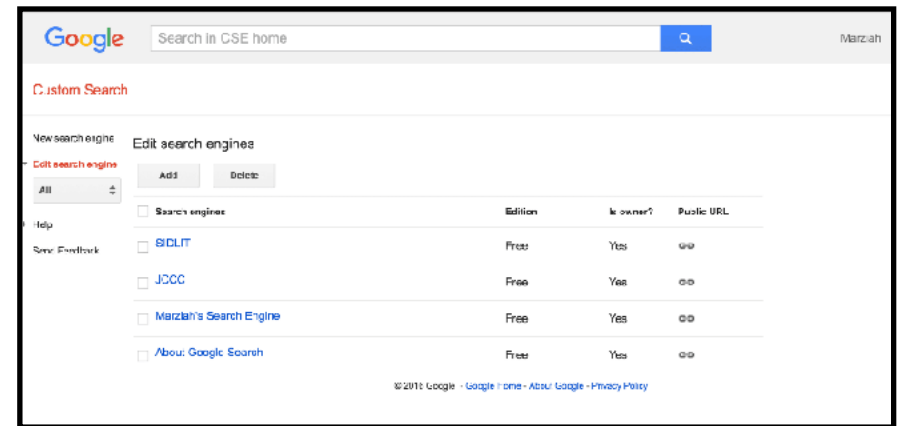 Google Search in CSE home Marziah
Custom Search
New search engine
Edit search engines
Edit search engine
Add Delete
All
Search engines Edition Is owner? Public URL
Help
Send Feedback
SIDLIT Free Yes
JCCC Free Yes
Marziah's Search Engine Free Yes
About Google Search Free Yes
Google - Google Home - About Google - Privacy Policy